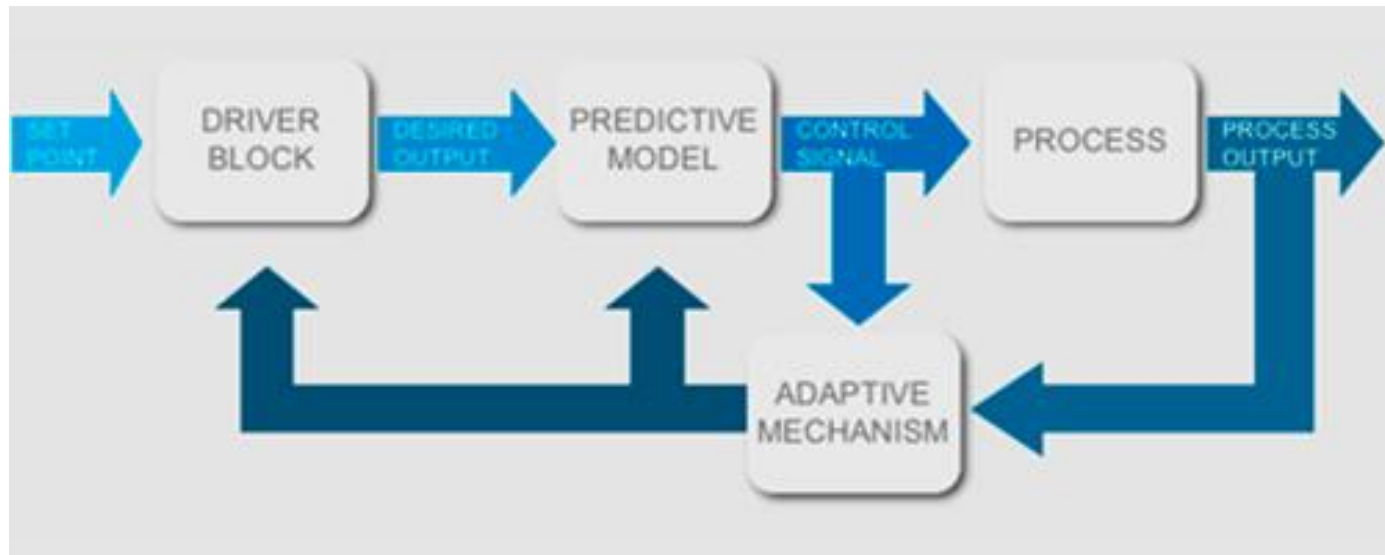 SET
POINT
DRIVER
BLOCK
DESIRED
OUTPUT
PREDICTIVE
MODEL
CONTROL
SIGNAL
PROCESS
PROCESS
OUTPUT
ADAPTIVE
MECHANISM